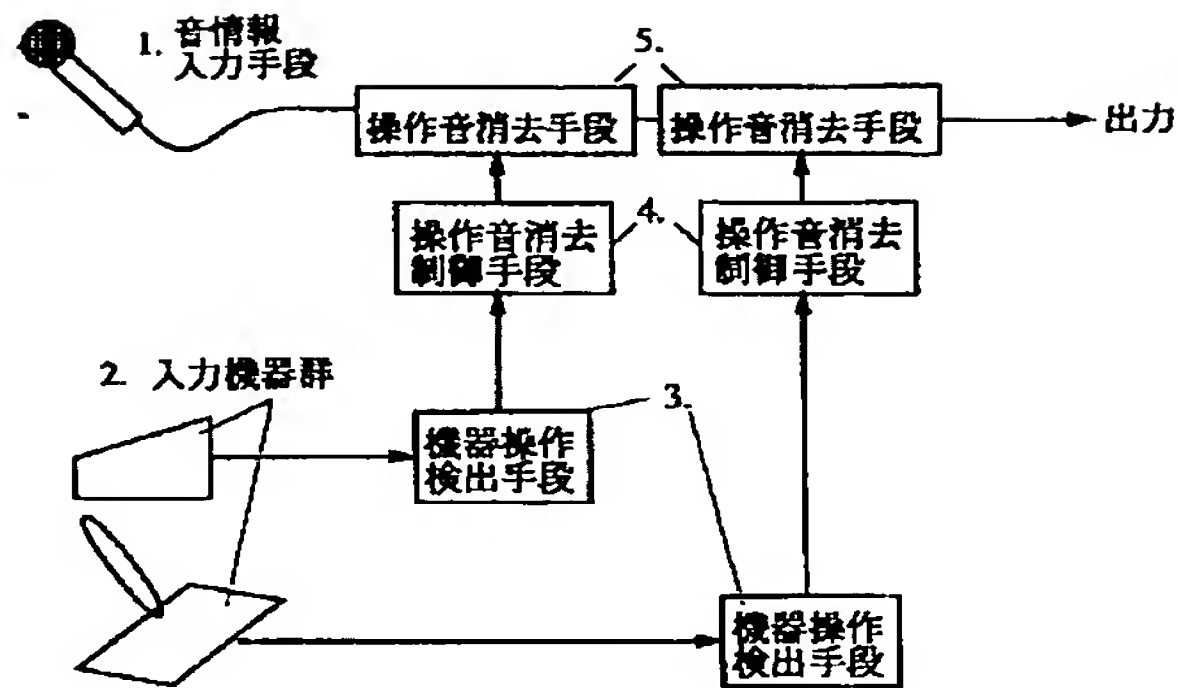 1. 音情報
入力手段
5.
操作音消去手段
操作音消去手段
出力
4.
操作音消去
制御手段
操作音消去
制御手段
2. 入力機器群
3.
機器操作
検出手段
機器操作
検出手段